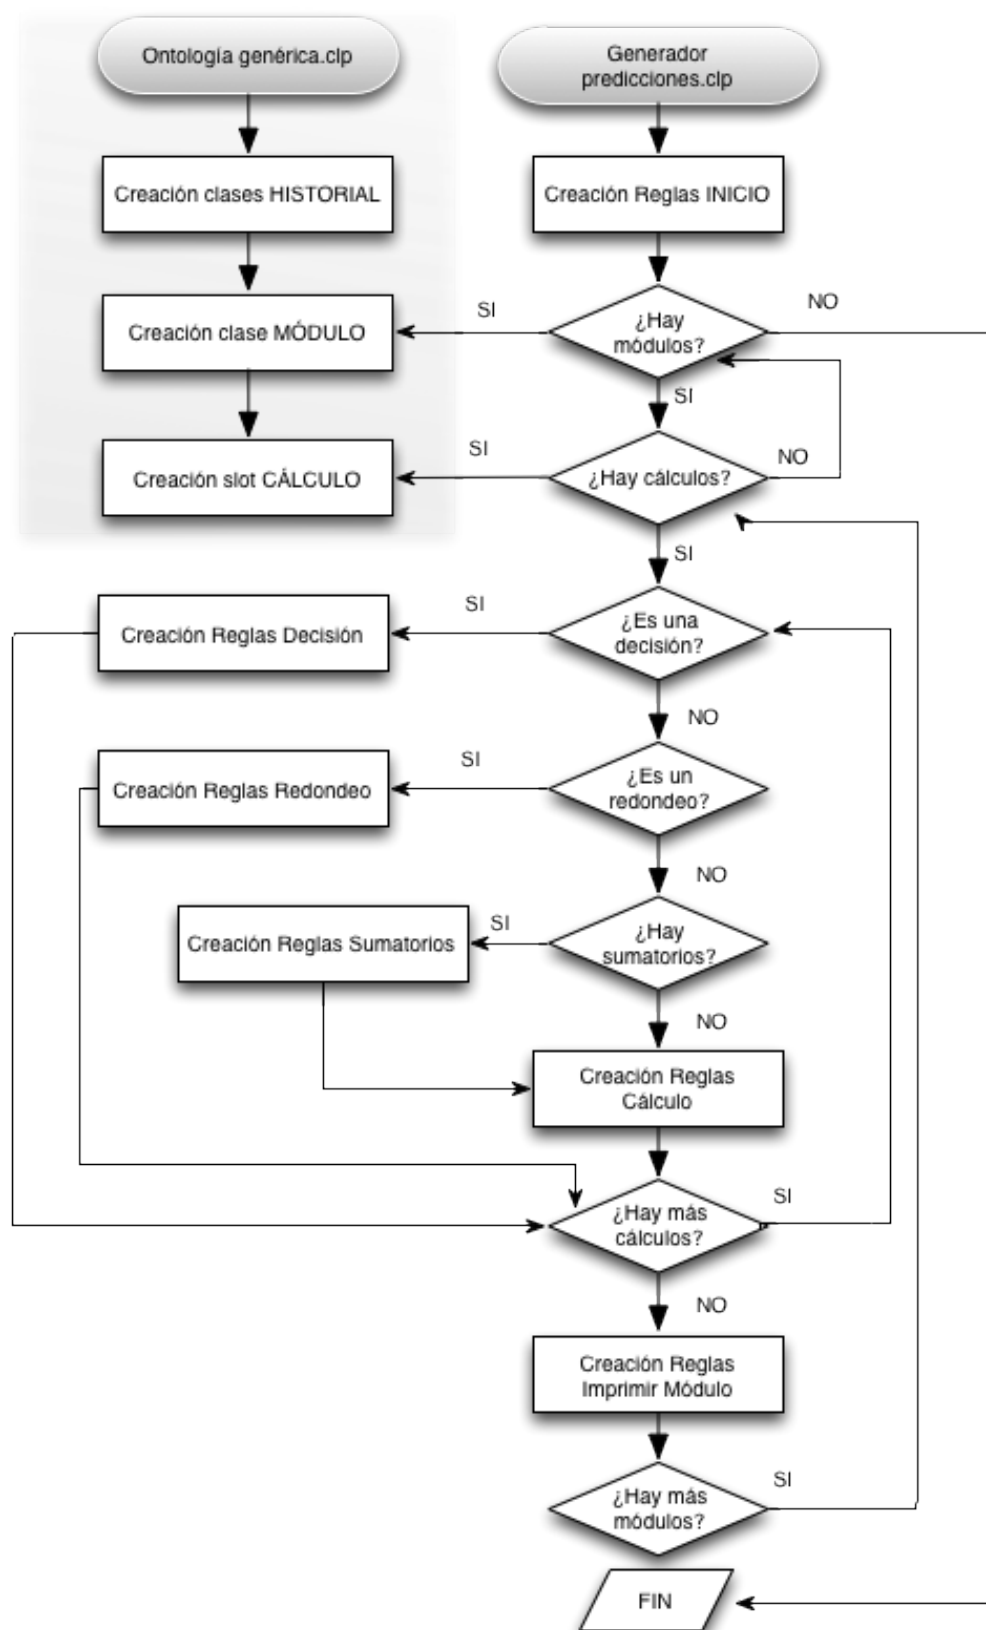 Ontología genérica.clp
Generador
predicciones.clp
Creación clases HISTORIAL
Creación Reglas INICIO
SI
¿Hay
módulos?
NO
Creación clase MÓDULO
SI
SI
¿Hay cálculos?
NO
Creación slot CÁLCULO
SI
SI
¿Es una
decisión?
Creación Reglas Decisión
NO
SI
¿Es un
redondeo?
Creación Reglas Redondeo
NO
SI
¿Hay
sumatorios?
Creación Reglas Sumatorios
NO
Creación Reglas
Cálculo
¿Hay más
cálculos?
SI
NO
Creación Reglas
Imprimir Módulo
¿Hay más
módulos?
SI
FIN